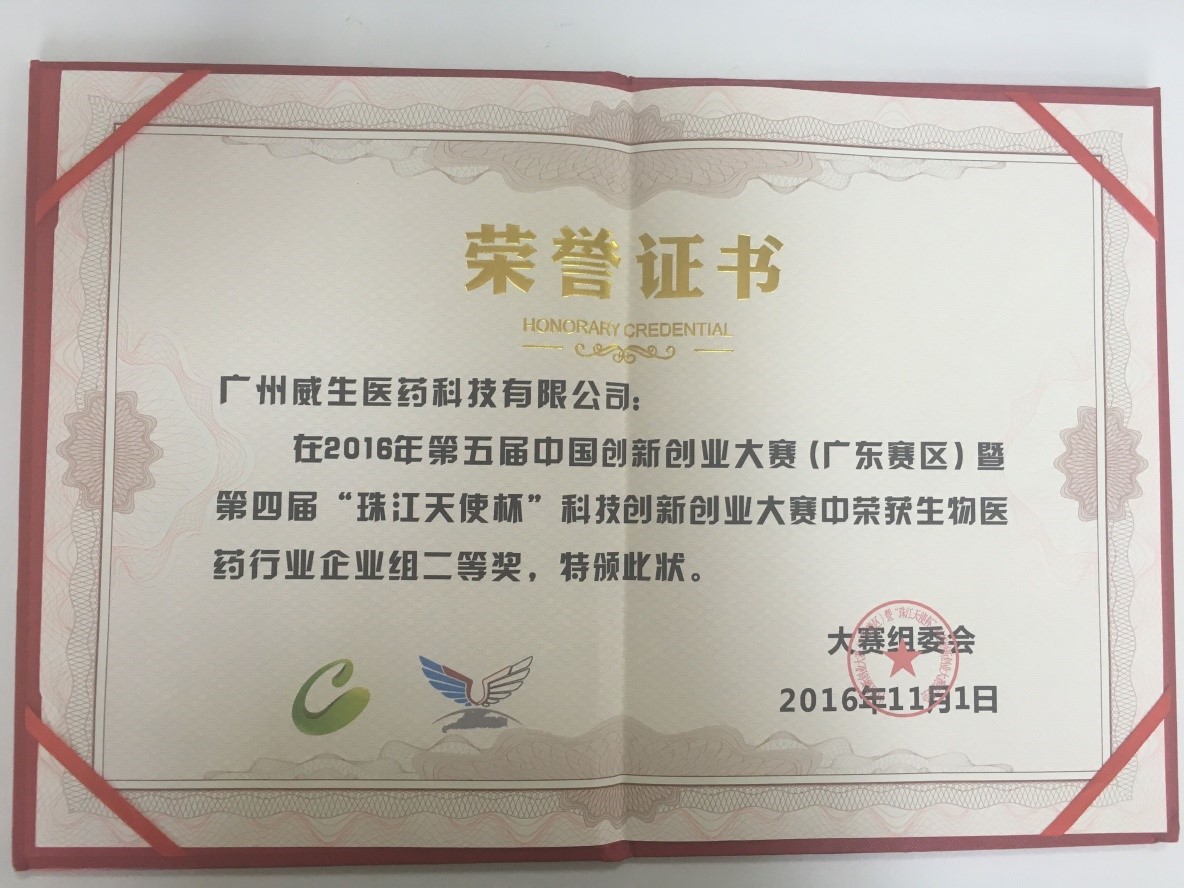 荣誉证书
HONORARY CREDENTIAL
广州威生医药科技有限公司:
在2016年第五届中国创新创业大赛(广东赛区)暨
第四届“珠江天使杯”科技创新创业大赛中荣获生物医
药行业企业组二等奖，特颁此状。
大赛组委会
2016年11月1日